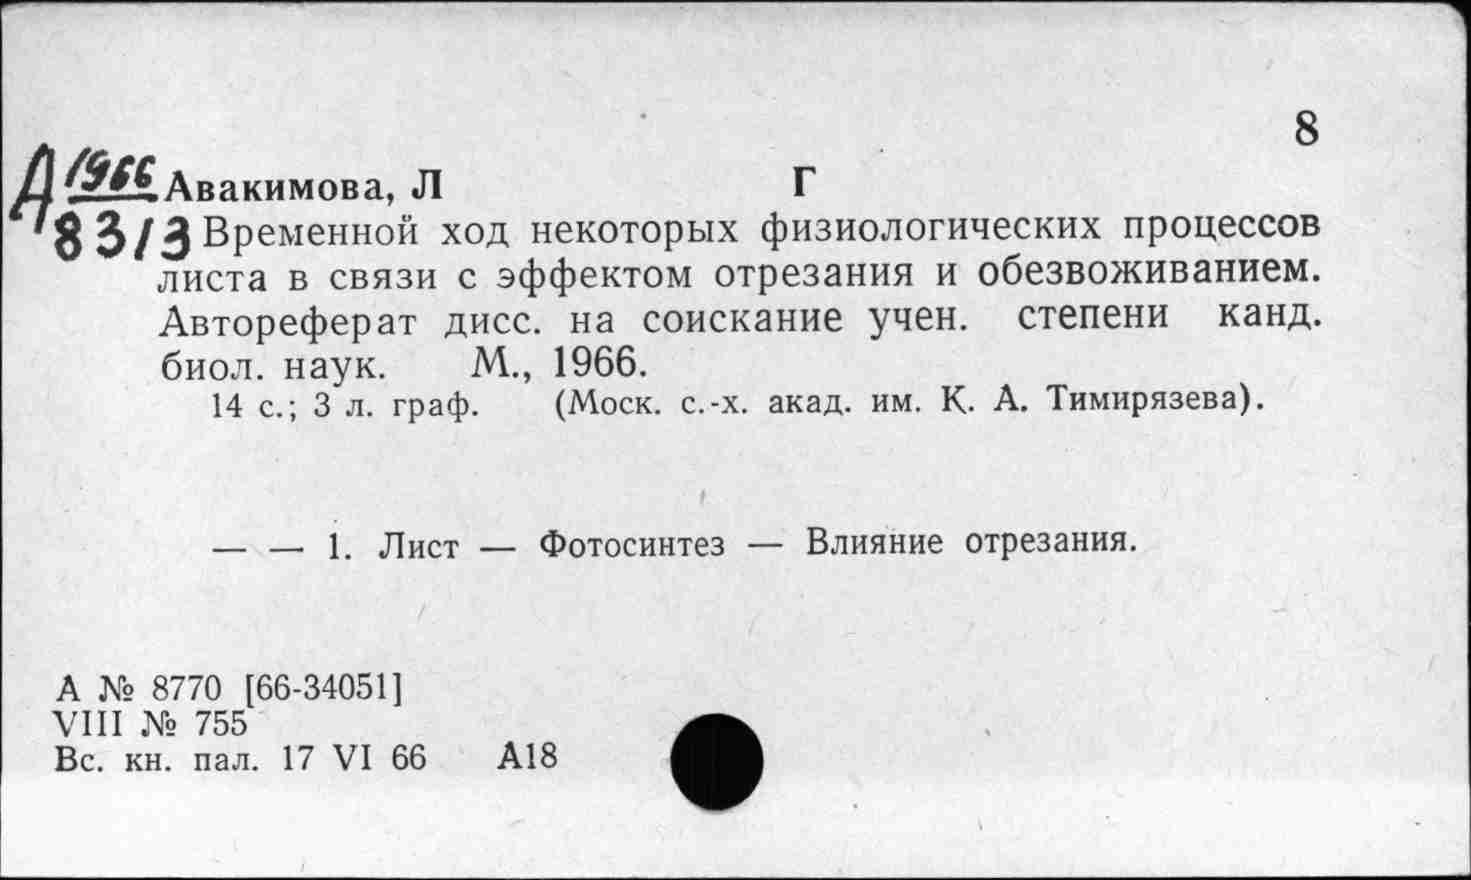 8
Д 1966 Авакимова, Л Г
83/3 Временной ход некоторых физиологических процессов
листа в связи с эффектом отрезания и обезвоживанием.
Автореферат дисс. на соискание учен. степени канд.
биол. наук. М., 1966.
14 с.; 3 л. граф. (Моск. с.-х. акад. им. К. А. Тимирязева).
— — 1. Лист — Фотосинтез — Влияние отрезания.
А № 8770 [66-34051]
VIII № 755
Вс. кн. пал. 17 VI 66 А18